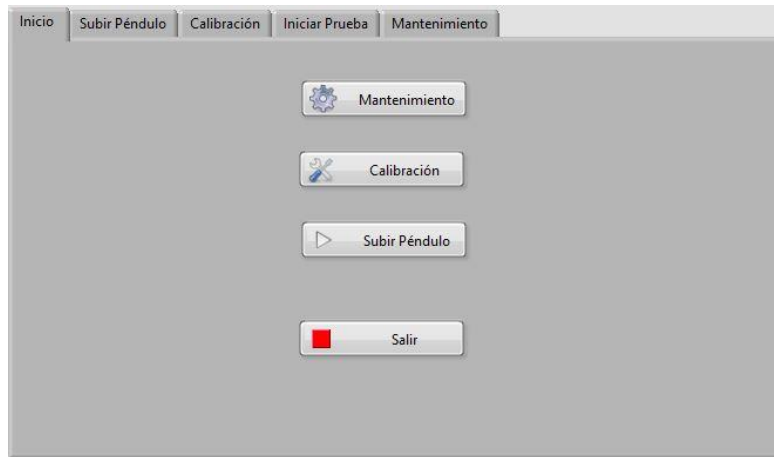 Inicio Subir Péndulo Calibración Iniciar Prueba Mantenimiento
Mantenimiento
Calibración
Subir Péndulo
Salir